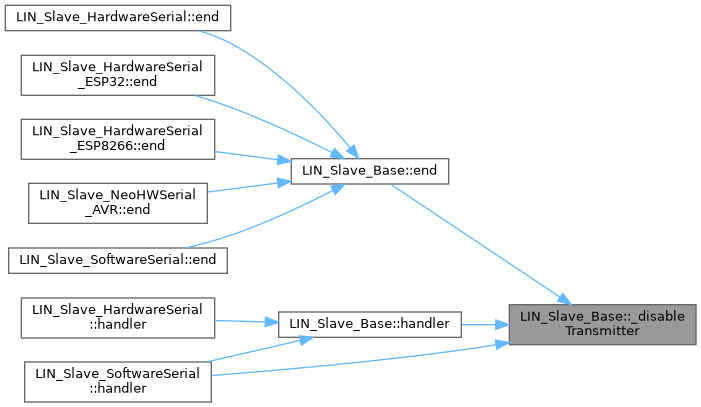 LIN_Slave_HardwareSerial::end
LIN_Slave_HardwareSerial
_ESP32::end
LIN_Slave_HardwareSerial
_ESP8266::end
LIN_Slave_NeoHWSerial
_AVR::end
LIN_Slave_SoftwareSerial::end
LIN_Slave_HardwareSerial
::handler
LIN_Slave_SoftwareSerial
::handler
LIN_Slave_Base::end
LIN_Slave_Base::handler
LIN_Slave_Base::_disable
Transmitter